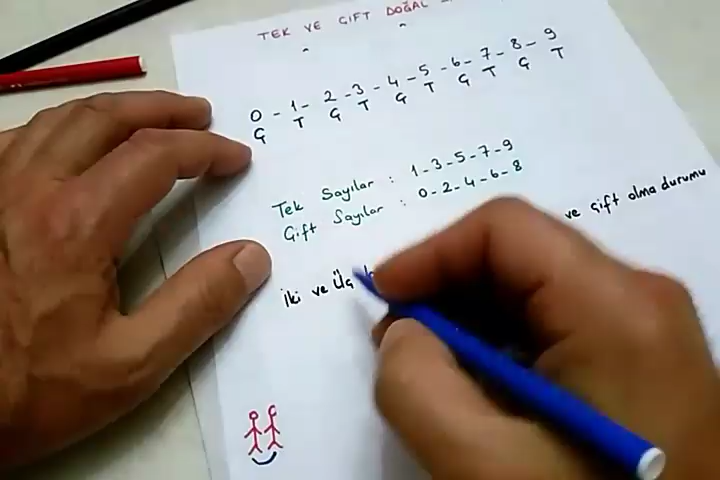 TEK VE ÇİFT DOĞAL
0 - 1 - 2 - 3 - 4 - 5 - 6 - 7 - 8 - 9
Ç T Ç T Ç T Ç T Ç T
Tek Sayılar : 1 - 3 - 5 - 7 - 9
Çift Sayılar : 0 - 2 - 4 - 6 - 8
İki ve Üç ve çift olma durumu